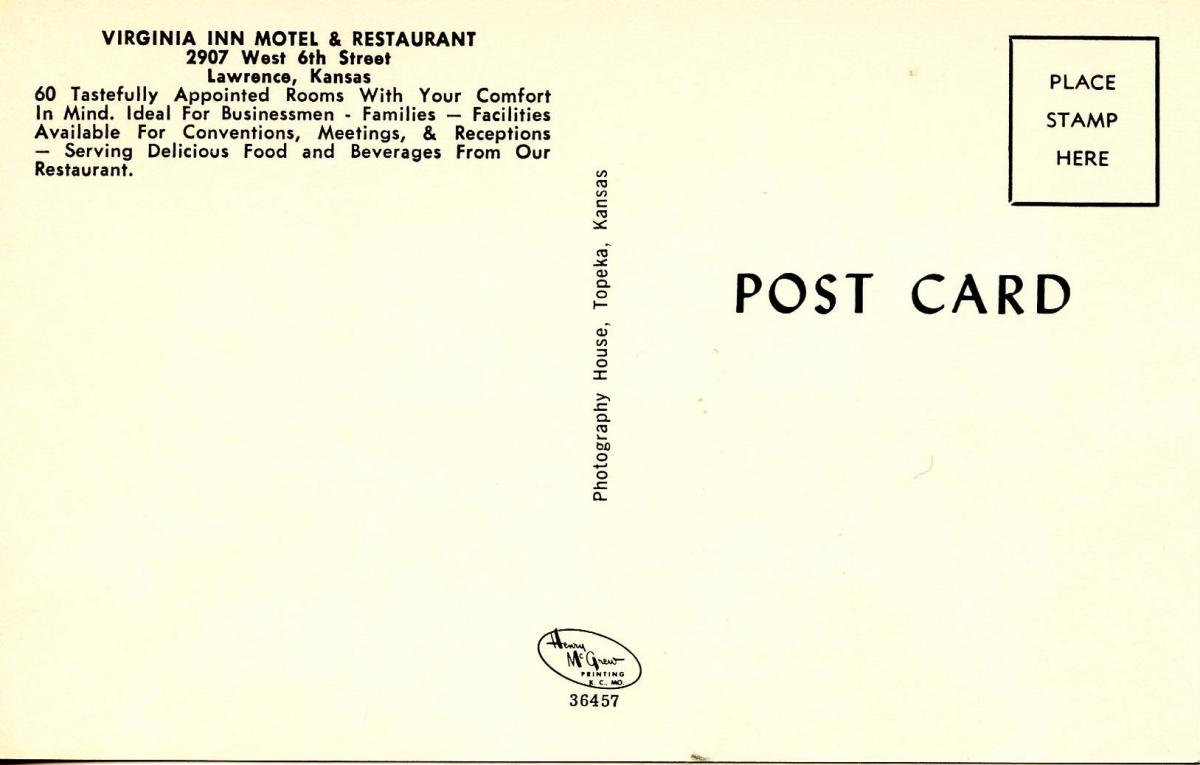 VIRGINIA INN MOTEL & RESTAURANT
2907 West 6th Street
Lawrence, Kansas
60 Tastefully Appointed Rooms With Your Comfort
In Mind. Ideal For Businessmen - Families — Facilities
Available For Conventions, Meetings, & Receptions
— Serving Delicious Food and Beverages From Our
Restaurant.
Photography House, Topeka, Kansas
PLACE
STAMP
HERE
POST CARD
Henry
McGrew
PRINTING
K. C., MO.
36457